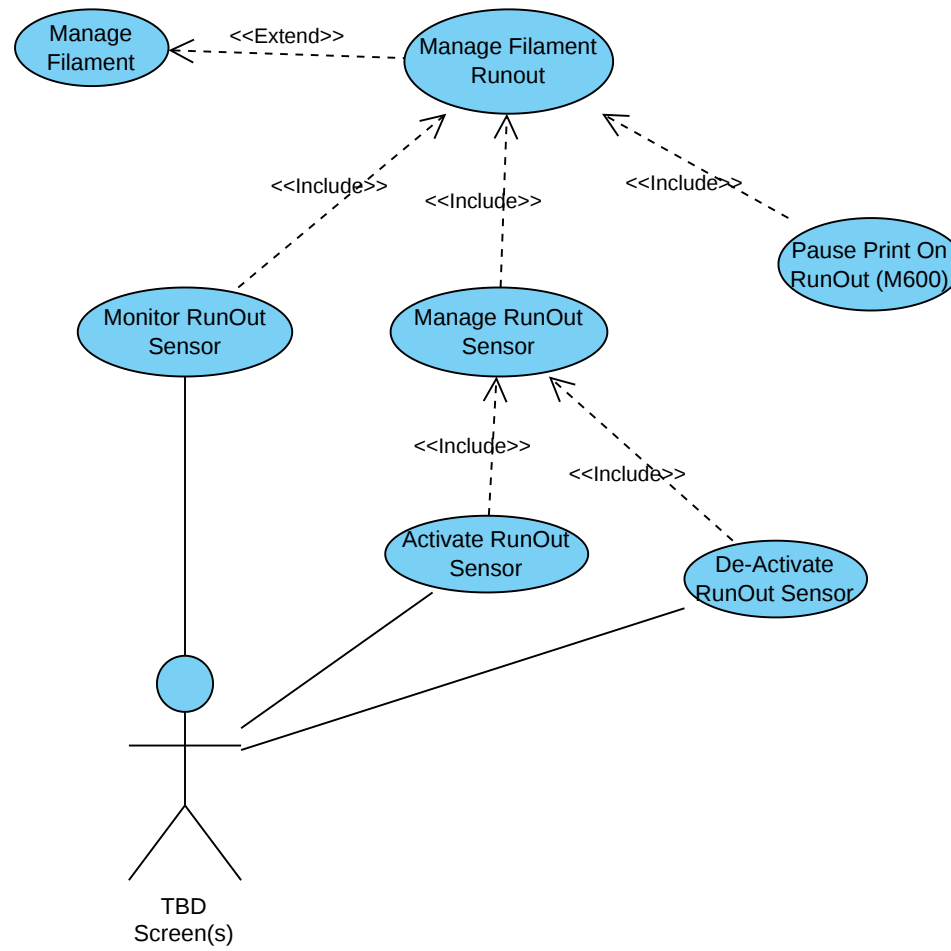 Manage
Filament
<<Extend>>
Manage Filament
Runout
<<Include>>
<<Include>>
<<Include>>
Pause Print On
RunOut (M600)
Monitor RunOut
Sensor
Manage RunOut
Sensor
<<Include>>
<<Include>>
Activate RunOut
Sensor
De-Activate
RunOut Sensor
TBD
Screen(s)